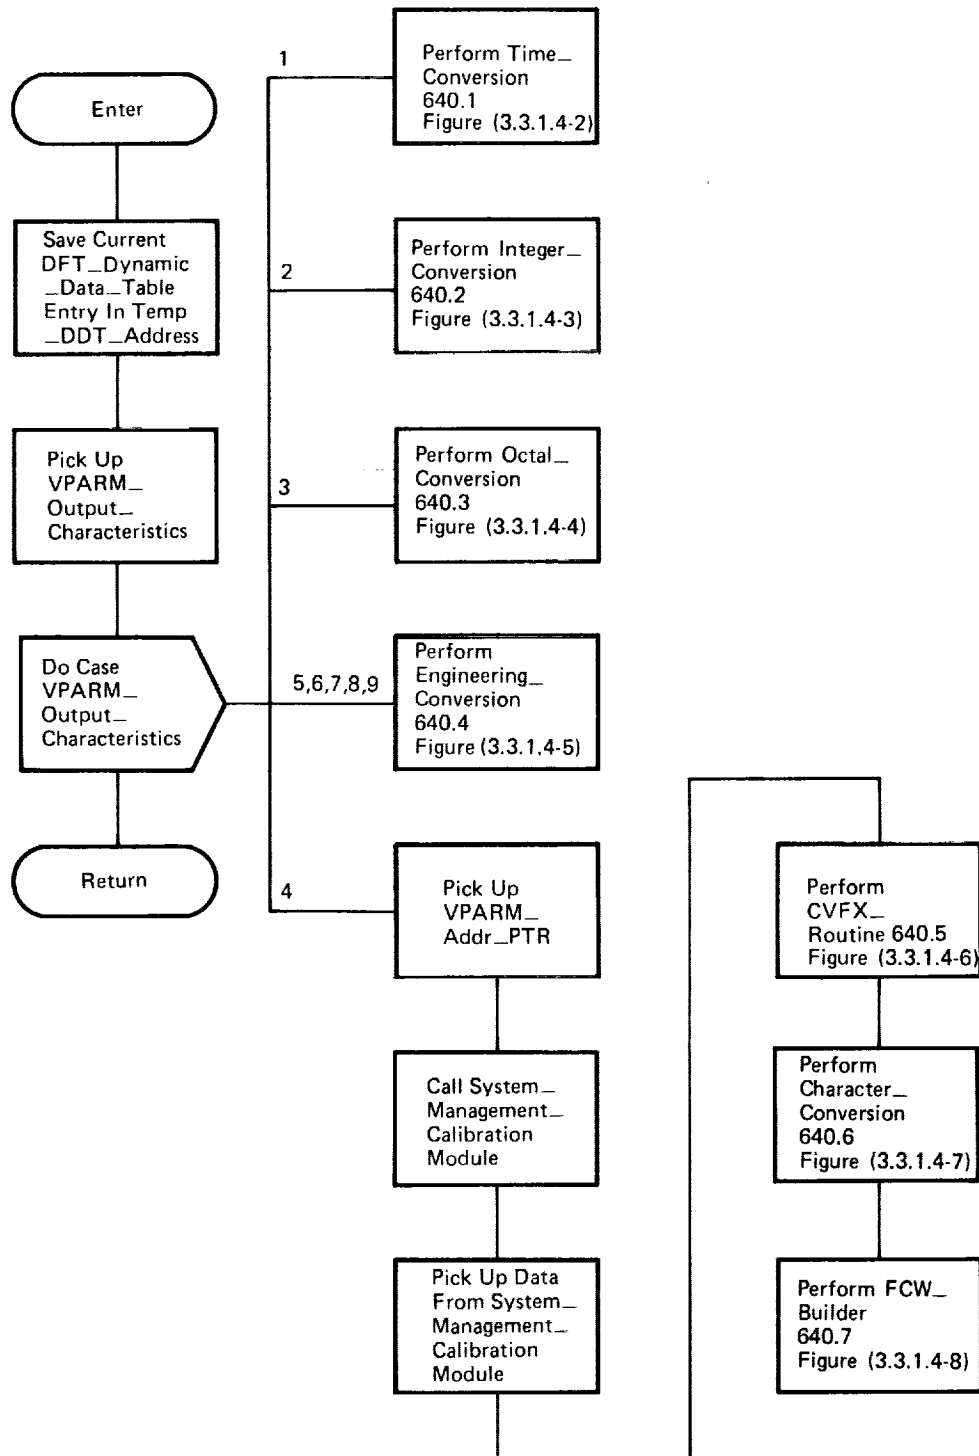 Enter
Save Current
DFT_Dynamic
_Data_Table
Entry In Temp
_DDT_Address
Pick Up
VPARM_
Output_
Characteristics
Do Case
VPARM_
Output_
Characteristics
Return
1
Perform Time_
Conversion
640.1
Figure (3.3.1.4-2)
2
Perform Integer_
Conversion
640.2
Figure (3.3.1.4-3)
3
Perform Octal_
Conversion
640.3
Figure (3.3.1.4-4)
5,6,7,8,9
Perform
Engineering_
Conversion
640.4
Figure (3.3.1.4-5)
4
Pick Up
VPARM_
Addr_PTR
Call System_
Management_
Calibration
Module
Pick Up Data
From System_
Management_
Calibration
Module
Perform
CVFX_
Routine 640.5
Figure (3.3.1.4-6)
Perform
Character_
Conversion
640.6
Figure (3.3.1.4-7)
Perform FCW_
Builder
640.7
Figure (3.3.1.4-8)